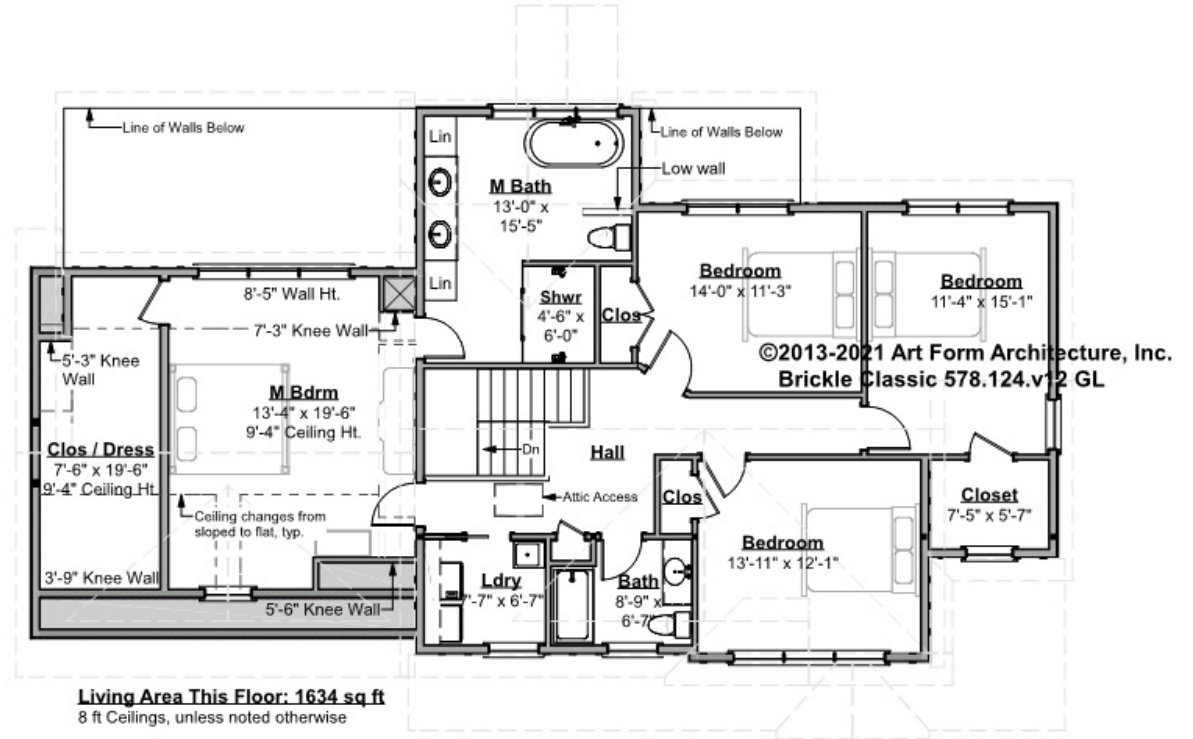 Line of Walls Below
Line of Walls Below
Lin
Low wall
M Bath
13'-0" x
15'-5"
Lin
8'-5" Wall Ht.
7'-3" Knee Wall
Shwr
4'-6" x
6'-0"
Clos
Bedroom
14'-0" x 11'-3"
Bedroom
11'-4" x 15'-1"
©2013-2021 Art Form Architecture, Inc.
Brickle Classic 578.124.v12 GL
5'-3" Knee
Wall
M Bdrm
13'-4" x 19'-6"
9'-4" Ceiling Ht.
Clos / Dress
7'-6" x 19'-6"
9'-4" Ceiling Ht
Dn
Hall
Attic Access
Clos
Closet
7'-5" x 5'-7"
Ceiling changes from
sloped to flat, typ.
Bedroom
13'-11" x 12'-1"
3'-9" Knee Wall
5'-6" Knee Wall
Ldry
7'-7" x 6'-7"
Bath
8'-9" x
6'-7"
Living Area This Floor: 1634 sq ft
8 ft Ceilings, unless noted otherwise